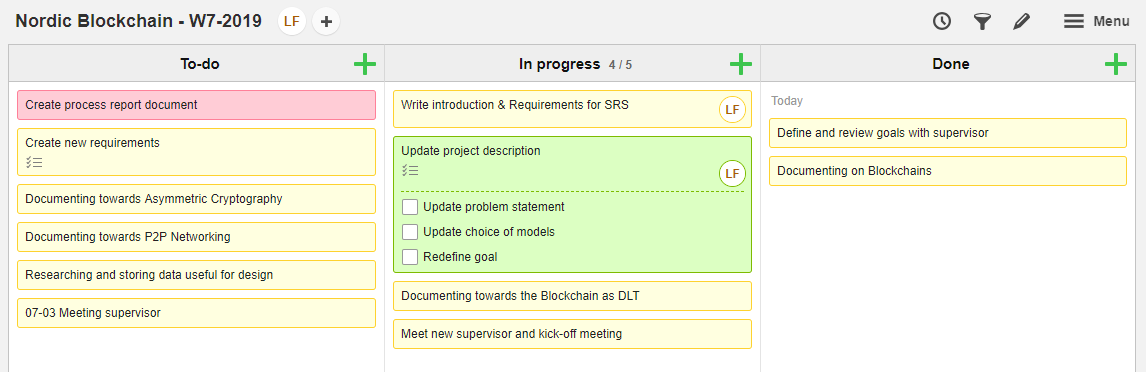 Nordic Blockchain - W7-2019 LF + Menu
To-do
Create process report document
Create new requirements
Documenting towards Asymmetric Cryptography
Documenting towards P2P Networking
Researching and storing data useful for design
07-03 Meeting supervisor
In progress 4 / 5
Write introduction & Requirements for SRS LF
Update project description
LF
Update problem statement
Update choice of models
Redefine goal
Documenting towards the Blockchain as DLT
Meet new supervisor and kick-off meeting
Done
Today
Define and review goals with supervisor
Documenting on Blockchains